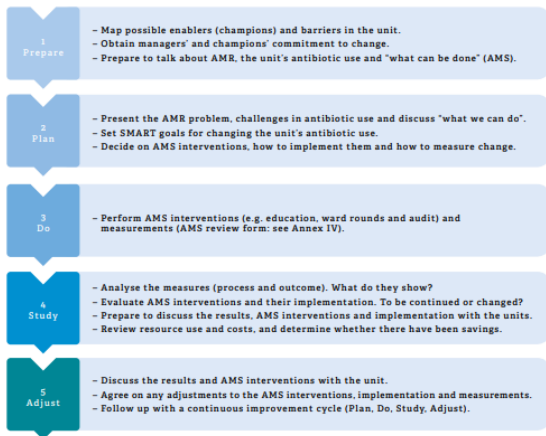 1
Prepare
– Map possible enablers (champions) and barriers in the unit.
– Obtain managers' and champions' commitment to change.
– Prepare to talk about AMR, the unit's antibiotic use and "what can be done" (AMS).
2
Plan
– Present the AMR problem, challenges in antibiotic use and discuss "what we can do".
– Set SMART goals for changing the unit's antibiotic use.
– Decide on AMS interventions, how to implement them and how to measure change.
3
Do
– Perform AMS interventions (e.g. education, ward rounds and audit) and
measurements (AMS review form: see Annex IV).
4
Study
– Analyse the measures (process and outcome). What do they show?
– Evaluate AMS interventions and their implementation. To be continued or changed?
– Prepare to discuss the results, AMS interventions and implementation with the units.
– Review resource use and costs, and determine whether there have been savings.
5
Adjust
– Discuss the results and AMS interventions with the unit.
– Agree on any adjustments to the AMS interventions, implementation and measurements.
– Follow up with a continuous improvement cycle (Plan, Do, Study, Adjust).